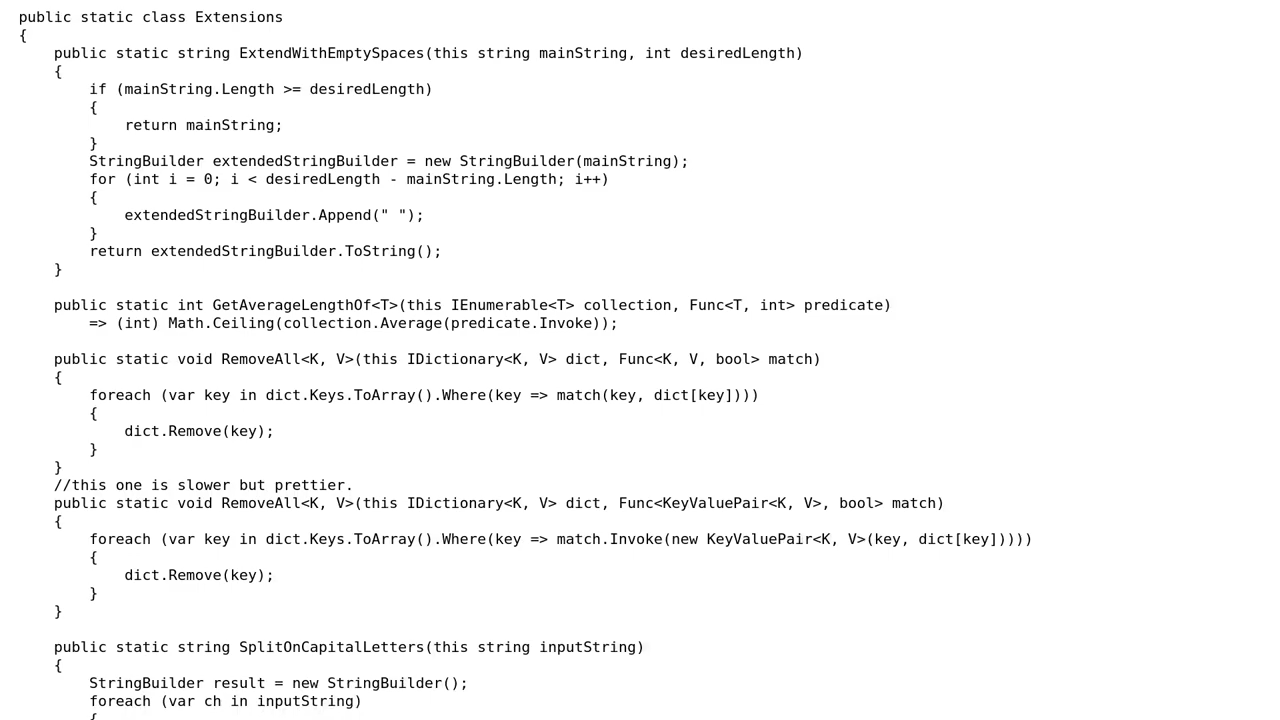 public static class Extensions
{
    public static string ExtendWithEmptySpaces(this string mainString, int desiredLength)
    {
        if (mainString.Length >= desiredLength)
        {
            return mainString;
        }
        StringBuilder extendedStringBuilder = new StringBuilder(mainString);
        for (int i = 0; i < desiredLength - mainString.Length; i++)
        {
            extendedStringBuilder.Append(" ");
        }
        return extendedStringBuilder.ToString();
    }

    public static int GetAverageLengthOf<T>(this IEnumerable<T> collection, Func<T, int> predicate)
        => (int) Math.Ceiling(collection.Average(predicate.Invoke));

    public static void RemoveAll<K, V>(this IDictionary<K, V> dict, Func<K, V, bool> match)
    {
        foreach (var key in dict.Keys.ToArray().Where(key => match(key, dict[key])))
        {
            dict.Remove(key);
        }
    }
    //this one is slower but prettier.
    public static void RemoveAll<K, V>(this IDictionary<K, V> dict, Func<KeyValuePair<K, V>, bool> match)
    {
        foreach (var key in dict.Keys.ToArray().Where(key => match.Invoke(new KeyValuePair<K, V>(key, dict[key]))))
        {
            dict.Remove(key);
        }
    }

    public static string SplitOnCapitalLetters(this string inputString)
    {
        StringBuilder result = new StringBuilder();
        foreach (var ch in inputString)
        {